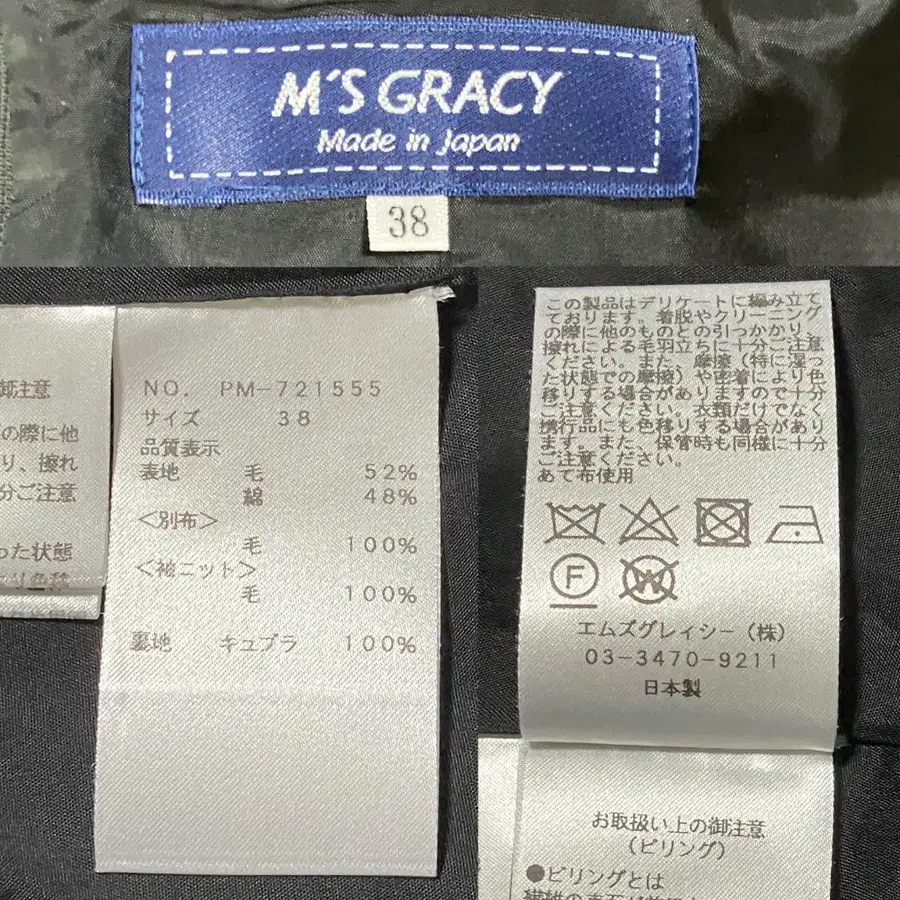 M'S GRACY
Made in Japan
38
御注意
の際に他
り、擦れ
分ご注意
った状態
NO. PM-721555
サイズ 38
品質表示
表地 毛 52%
綿 48%
<別布>
毛 100%
<袖ニット>
毛 100%
裏地 キュプラ 100%
この製品はデリケートに編み立て
ております。着脱やクリーニング
の際に他のものとの引っかかり、
擦れによる毛羽立ちに十分ご注意
ください。また、摩擦(特に湿っ
た状態での摩擦)や密着により色
移りする場合がありますので十分
ご注意ください。衣類だけでなく
携行品にも色移りする場合があり
ます。また、保管時も同様に十分
ご注意ください。
あて布使用
F
W
エムズグレイシー(株)
03-3470-9211
日本製
お取扱い上の御注意
(ピリング)
●ピリングとは